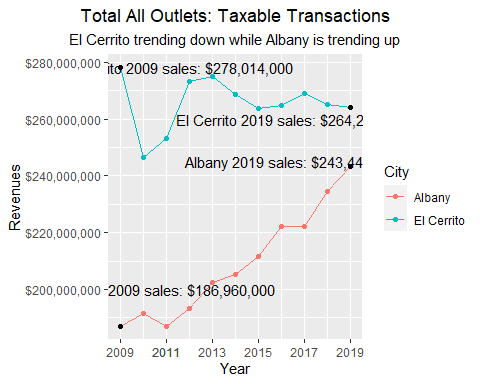 Total All Outlets: Taxable Transactions
El Cerrito trending down while Albany is trending up
$280,000,000
ito 2009 sales: $278,014,000
$260,000,000
El Cerrito 2019 sales: $264,2
Albany 2019 sales: $243,44
$240,000,000
$220,000,000
$200,000,000
2009 sales: $186,960,000
Revenues
2009
2011
2013
2015
2017
2019
Year
City
Albany
El Cerrito